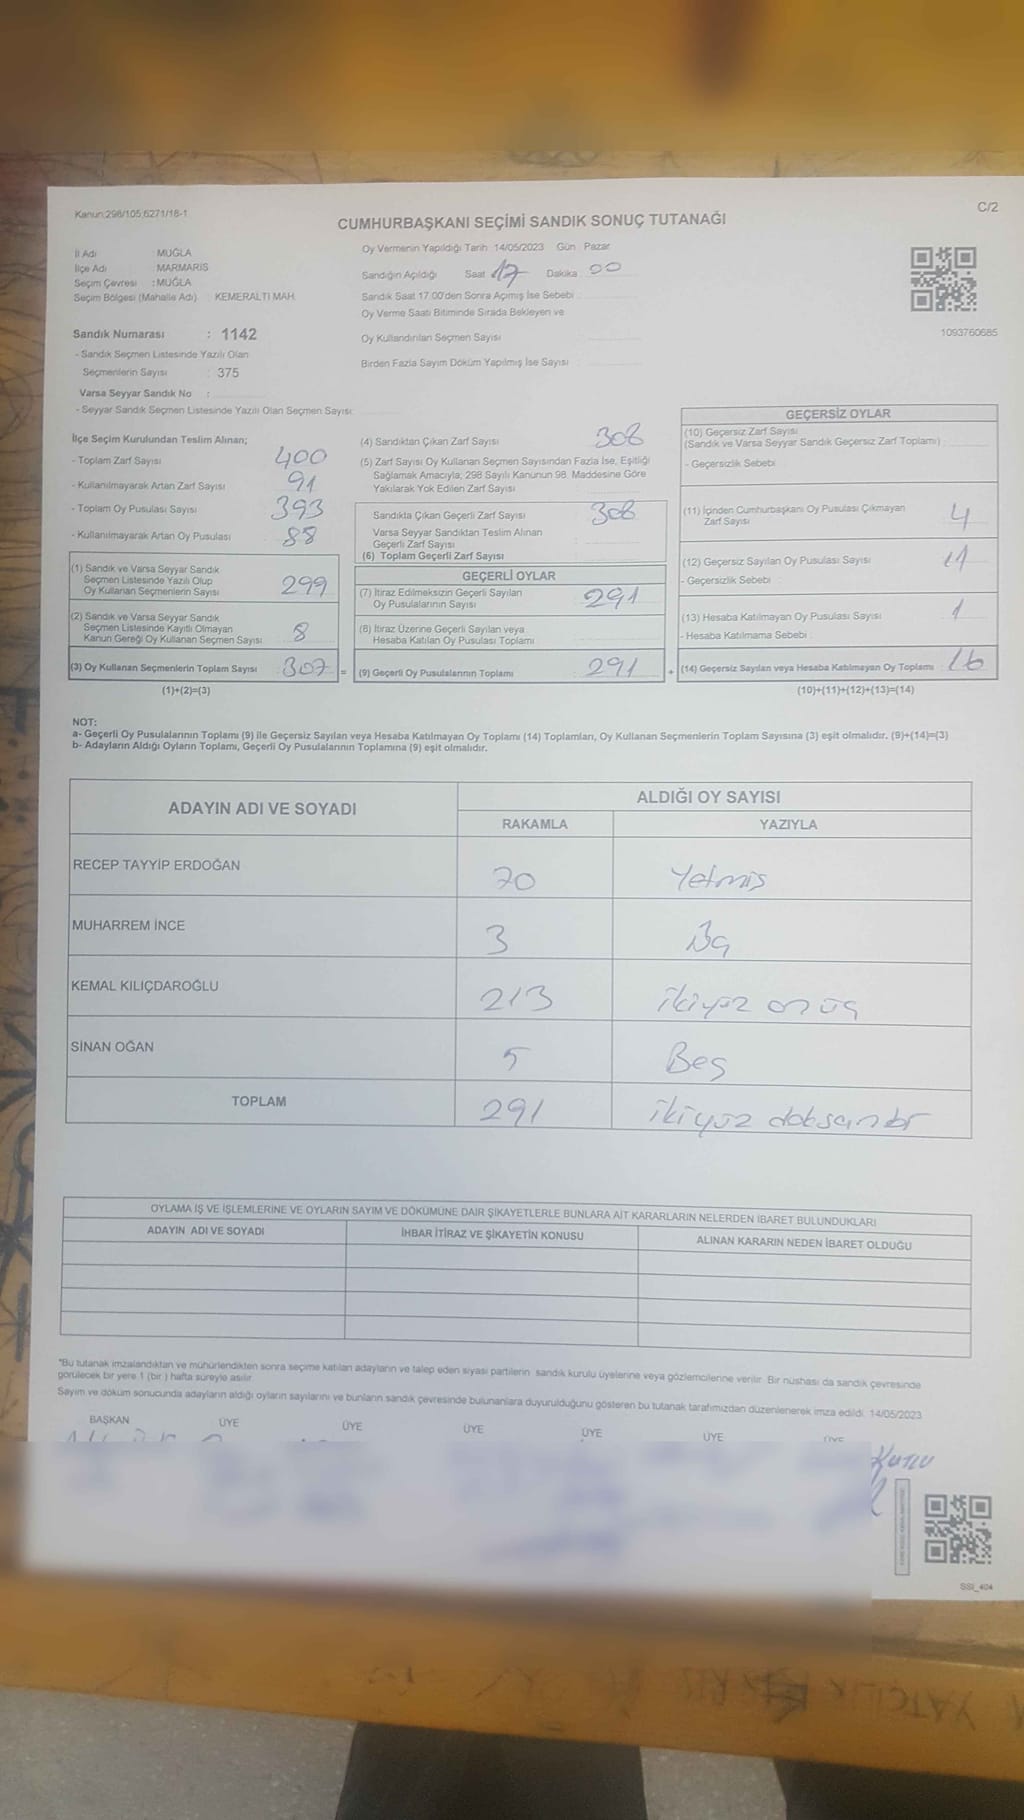 Kanun:298/105,6271/18-1
C/2
CUMHURBAŞKANI SEÇİMİ SANDIK SONUÇ TUTANAĞI
İl Adı : MUĞLA
İlçe Adı : MARMARİS
Seçim Çevresi : MUĞLA
Seçim Bölgesi (Mahalle Adı) : KEMERALTI MAH.
Oy Vermenin Yapıldığı Tarih 14/05/2023 Gün Pazar
Sandığın Açıldığı Saat 17 Dakika 00
Sandık Saat 17.00'den Sonra Açımış İse Sebebi :
Oy Verme Saati Bitiminde Sırada Bekleyen ve
Oy Kullandırılan Seçmen Sayısı :
Birden Fazla Sayım Döküm Yapılmış İse Sayısı :
1093760685
Sandık Numarası : 1142
- Sandık Seçmen Listesinde Yazılı Olan
Seçmenlerin Sayısı : 375
Varsa Seyyar Sandık No :
- Seyyar Sandık Seçmen Listesinde Yazılı Olan Seçmen Sayısı:
İlçe Seçim Kurulundan Teslim Alınan;
- Toplam Zarf Sayısı 400
- Kullanılmayarak Artan Zarf Sayısı 91
- Toplam Oy Pusulası Sayısı 393
- Kullanılmayarak Artan Oy Pusulası 88
(1) Sandık ve Varsa Seyyar Sandık
Seçmen Listesinde Yazılı Olup
Oy Kullanan Seçmenlerin Sayısı 299
(2) Sandık ve Varsa Seyyar Sandık
Seçmen Listesinde Kayıtlı Olmayan
Kanun Gereği Oy Kullanan Seçmen Sayısı 8
(3) Oy Kullanan Seçmenlerin Toplam Sayısı 307 =
(1)+(2)=(3)
(4) Sandıktan Çıkan Zarf Sayısı 308
(5) Zarf Sayısı Oy Kullanan Seçmen Sayısından Fazla İse, Eşitliği
Sağlamak Amacıyla; 298 Sayılı Kanunun 98. Maddesine Göre
Yakılarak Yok Edilen Zarf Sayısı
Sandıkta Çıkan Geçerli Zarf Sayısı 308
Varsa Seyyar Sandıktan Teslim Alınan
Geçerli Zarf Sayısı
(6) Toplam Geçerli Zarf Sayısı
GEÇERLİ OYLAR
(7) İtiraz Edilmeksizin Geçerli Sayılan
Oy Pusulalarının Sayısı 291
(8) İtiraz Üzerine Geçerli Sayılan veya
Hesaba Katılan Oy Pusulası Toplamı
(9) Geçerli Oy Pusulalarının Toplamı : 291 +
GEÇERSİZ OYLAR
(10) Geçersiz Zarf Sayısı
(Sandık ve Varsa Seyyar Sandık Geçersiz Zarf Toplamı) :
- Geçersizlik Sebebi :
(11) İçinden Cumhurbaşkanı Oy Pusulası Çıkmayan
Zarf Sayısı 4
(12) Geçersiz Sayılan Oy Pusulası Sayısı : 11
- Geçersizlik Sebebi :
(13) Hesaba Katılmayan Oy Pusulası Sayısı : 1
- Hesaba Katılmama Sebebi :
(14) Geçersiz Sayılan veya Hesaba Katılmayan Oy Toplamı : 16
(10)+(11)+(12)+(13)=(14)
NOT:
a- Geçerli Oy Pusulalarının Toplamı (9) ile Geçersiz Sayılan veya Hesaba Katılmayan Oy Toplamı (14) Toplamları, Oy Kullanan Seçmenlerin Toplam Sayısına (3) eşit olmalıdır. (9)+(14)=(3)
b- Adayların Aldığı Oyların Toplamı, Geçerli Oy Pusulalarının Toplamına (9) eşit olmalıdır.
ADAYIN ADI VE SOYADI
ALDIĞI OY SAYISI
RAKAMLA YAZIYLA
RECEP TAYYİP ERDOĞAN 70 Yetmiş
MUHARREM İNCE 3 Üç
KEMAL KILIÇDAROĞLU 213 ikiyüz onüç
SİNAN OĞAN 5 Beş
TOPLAM 291 ikiyüz doksanbir
OYLAMA İŞ VE İŞLEMLERİNE VE OYLARIN SAYIM VE DÖKÜMÜNE DAİR ŞİKAYETLERLE BUNLARA AİT KARARLARIN NELERDEN İBARET BULUNDUKLARI
ADAYIN ADI VE SOYADI İHBAR İTİRAZ VE ŞİKAYETİN KONUSU ALINAN KARARIN NEDEN İBARET OLDUĞU
*Bu tutanak imzalandıktan ve mühürlendikten sonra seçime katılan adayların ve talep eden siyasi partilerin sandık kurulu üyelerine veya gözlemcilerine verilir. Bir nüshası da sandık çevresinde
görülecek bir yere 1 (bir ) hafta süreyle asılır.
Sayım ve döküm sonucunda adayların aldığı oyların sayılarını ve bunların sandık çevresinde bulunanlara duyurulduğunu gösteren bu tutanak tarafımızdan düzenlenerek imza edildi. 14/05/2023
BAŞKAN ÜYE ÜYE ÜYE ÜYE ÜYE ÜYE
Kutlu
SSI_404